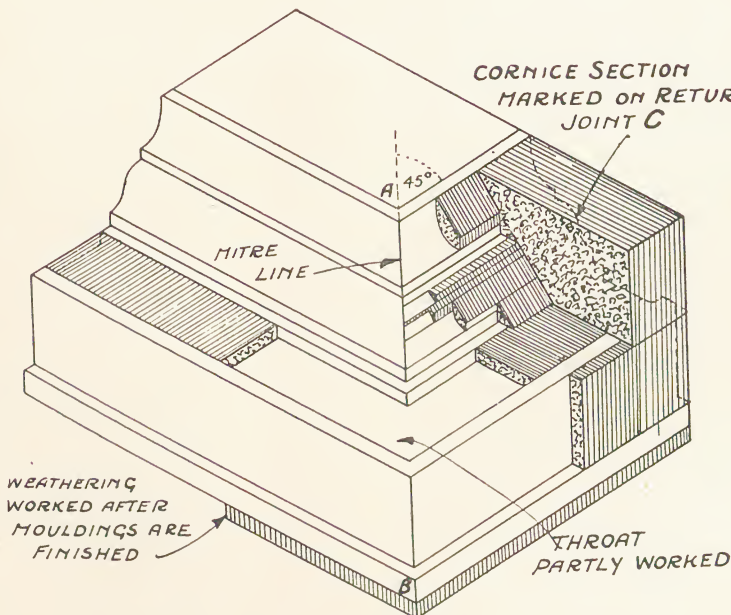 CORNICE SECTION
MARKED ON RETUR
JOINT C
A
45°
MITRE
LINE
WEATHERING
WORKED AFTER
MOULDINGS ARE
FINISHED
THROAT
PARTLY WORKED
B